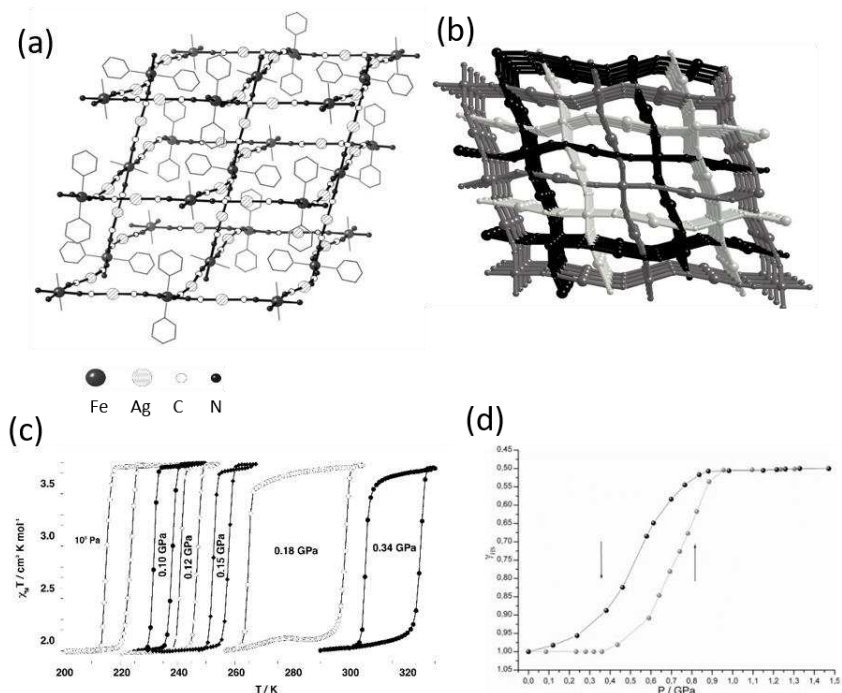 (a)
(b)
Fe Ag C N
(c)
(d)
3.5
3.0
2.5
2.0
χ_M T / cm³ K mol⁻¹
10⁵ Pa
0.10 GPa
0.12 GPa
0.15 GPa
0.18 GPa
0.34 GPa
200 220 240 260 280 300 320
T / K
0,45
0,50
0,55
0,60
0,65
0,70
0,75
0,80
0,85
0,90
0,95
1,00
γHS
0,0 0,1 0,2 0,3 0,4 0,5 0,6 0,7 0,8 0,9 1,0 1,1 1,2 1,3 1,4 1,5
P / GPa